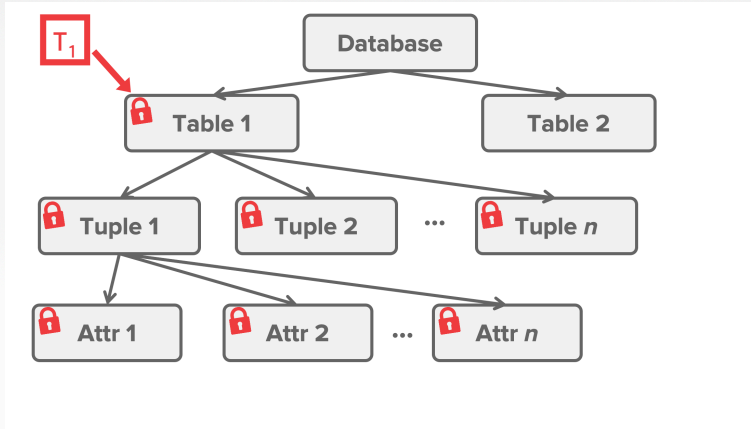 T1
Database
Table 1
Table 2
Tuple 1
Tuple 2
...
Tuple n
Attr 1
Attr 2
...
Attr n